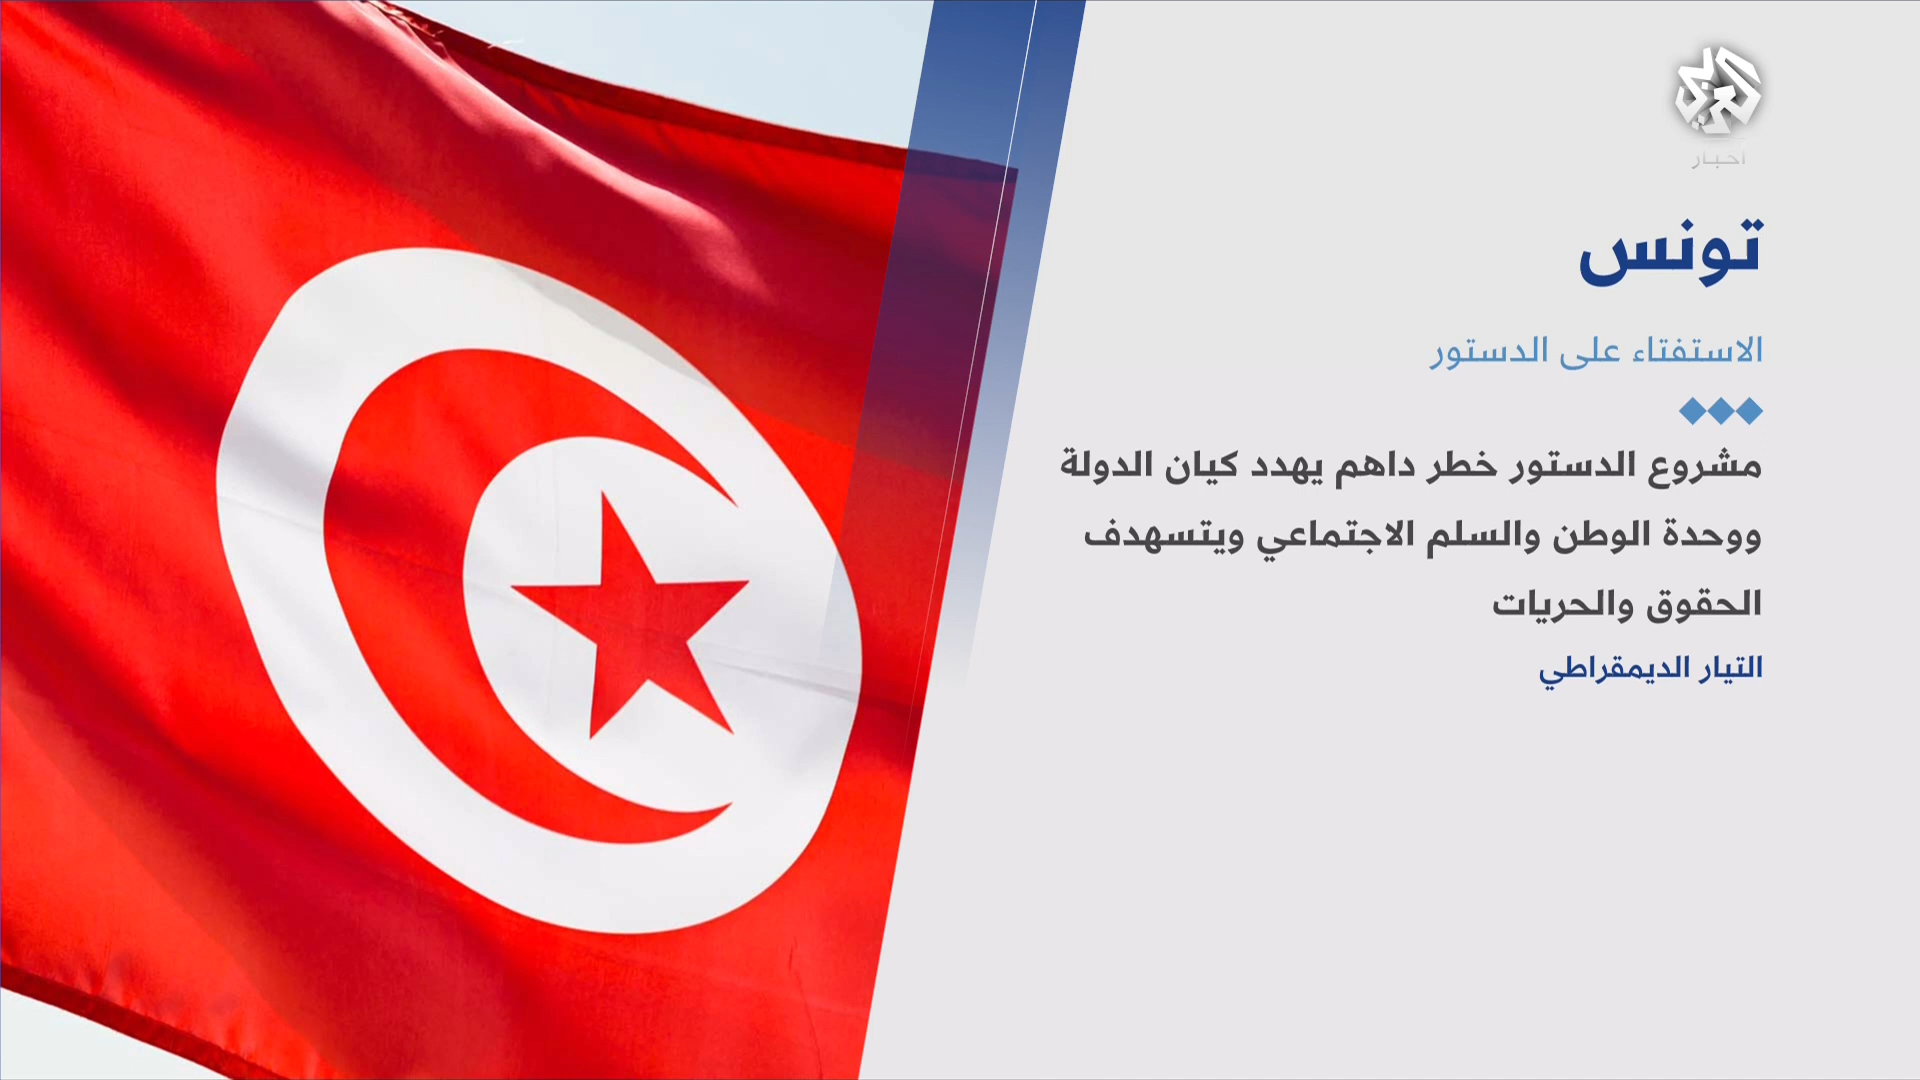 العربي
أخبار
تونس
الاستفتاء على الدستور
مشروع الدستور خطر داهم يهدد كيان الدولة
ووحدة الوطن والسلم الاجتماعي ويتسهدف
الحقوق والحريات
التيار الديمقراطي